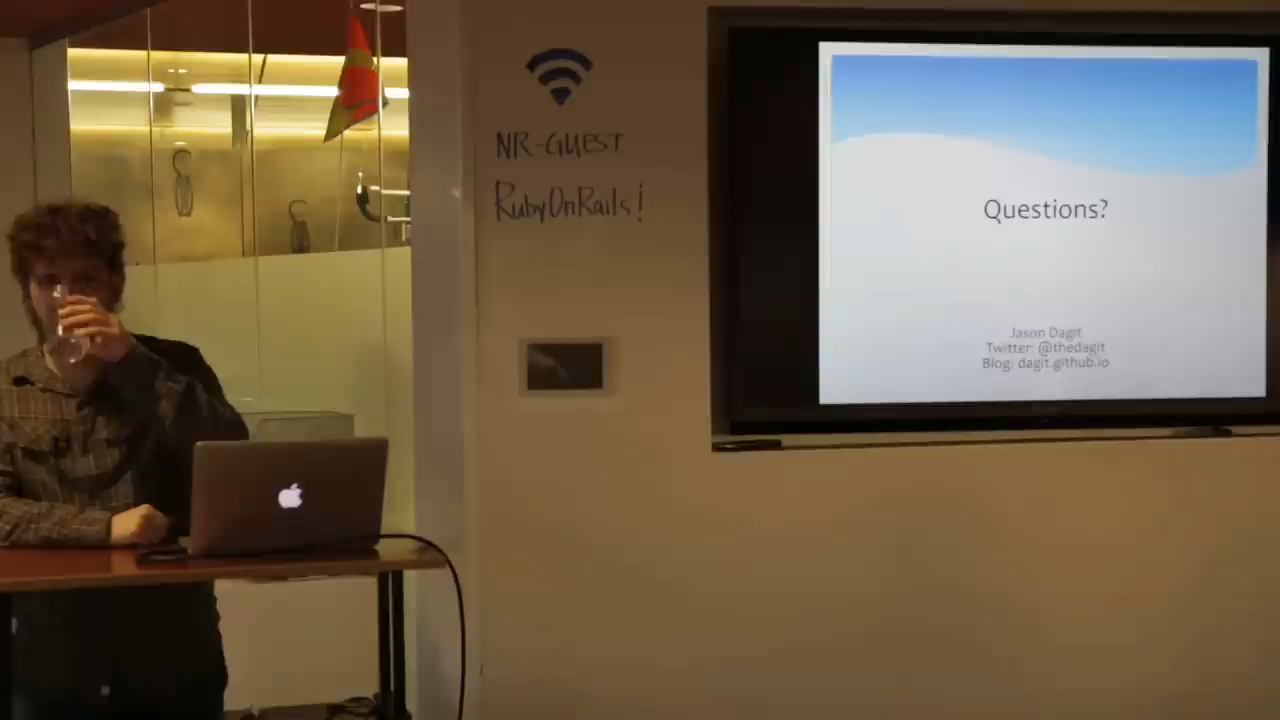 NR-GUEST
RubyOnRails!
Questions?
Jason Dagit
Twitter: @thedagit
Blog: dagit.github.io